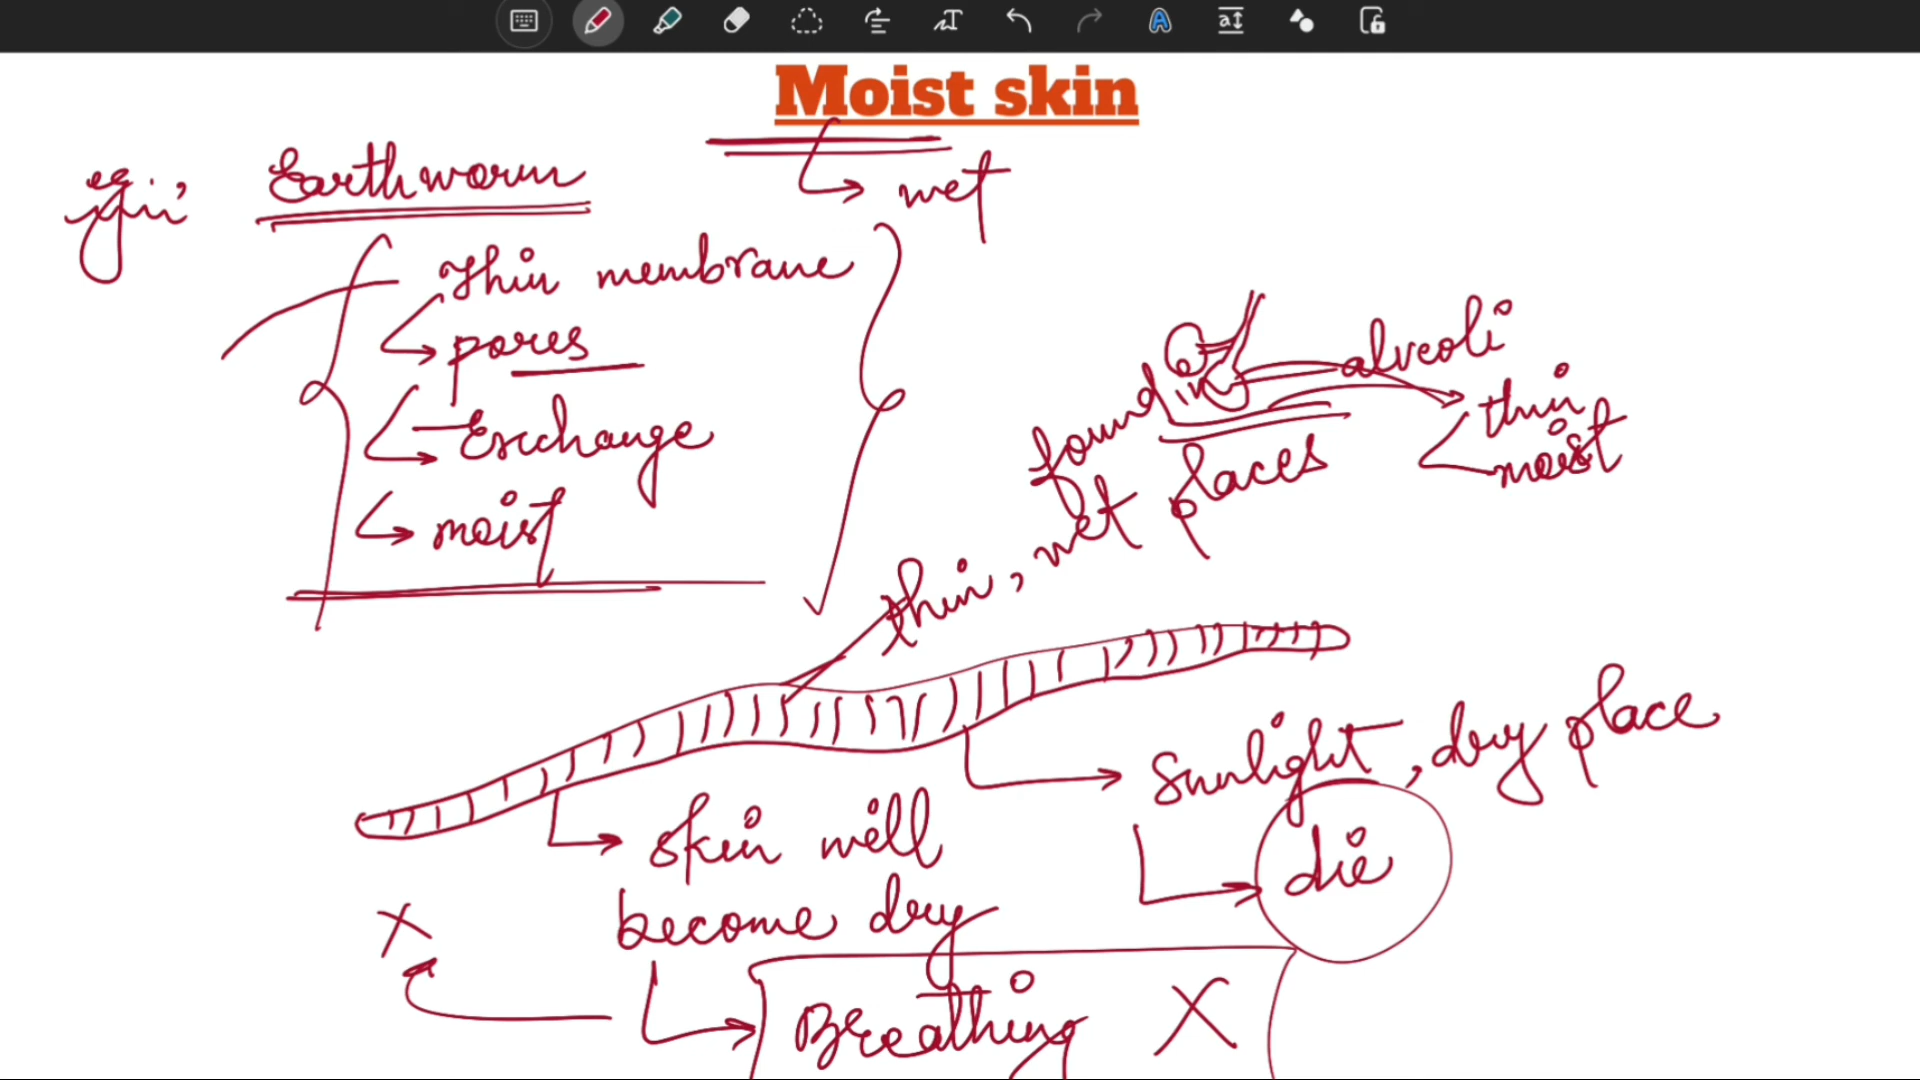 Moist skin
wet
eg:, Earthworm
Thin membrane
pores
Exchange
moist
alveoli
thin
moist
found in
wet places
thin,
Sunlight, dry place
die
skin will
become dry
X
Breathing X